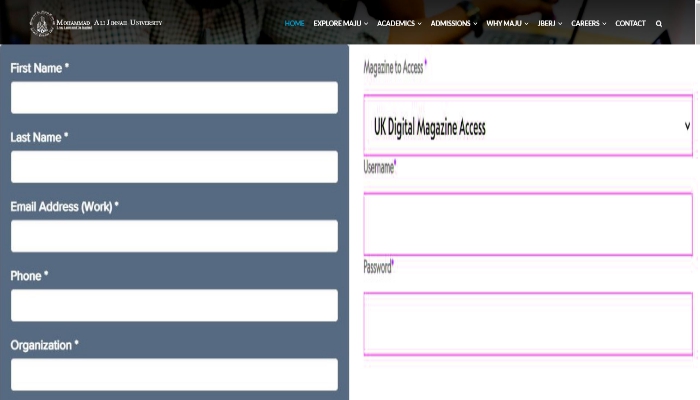 Mohammad Ali Jinnah University
HOME EXPLORE MAJU ACADEMICS ADMISSIONS WHY MAJU JBERJ CAREERS CONTACT
First Name *
Last Name *
Email Address (Work) *
Phone *
Organization *
Magazine to Access *
UK Digital Magazine Access
Username*
Password*